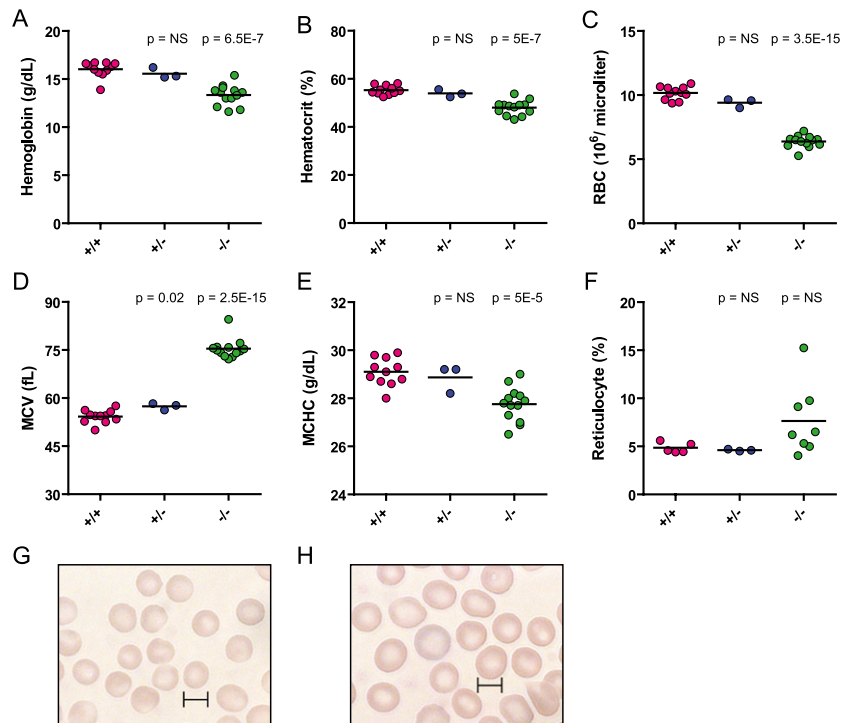 A
Hemoglobin (g/dL)
20
15
10
5
0
p = NS p = 6.5E-7
+/+ +/- -/-
B
Hematocrit (%)
80
60
40
20
0
p = NS p = 5E-7
+/+ +/- -/-
C
RBC (10⁶/ microliter)
15
10
5
0
p = NS p = 3.5E-15
+/+ +/- -/-
D
MCV (fL)
90
75
60
45
30
p = 0.02 p = 2.5E-15
+/+ +/- -/-
E
MCHC (g/dL)
32
30
28
26
24
p = NS p = 5E-5
+/+ +/- -/-
F
Reticulocyte (%)
20
15
10
5
0
p = NS p = NS
+/+ +/- -/-
G
H